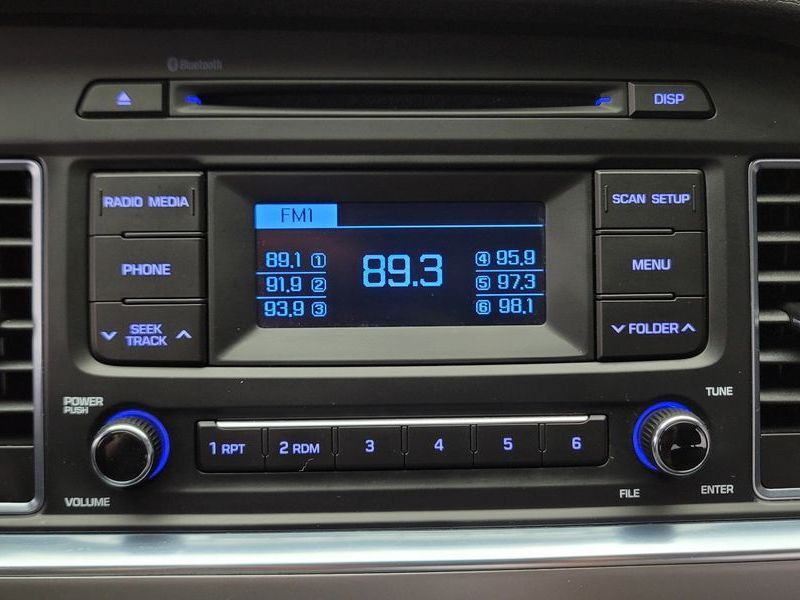 Bluetooth
DISP
RADIO MEDIA
SCAN SETUP
FM1
89.1 1
91.9 2
93.9 3
89.3
4 95.9
5 97.3
6 98.1
PHONE
MENU
SEEK
TRACK
FOLDER
POWER
PUSH
TUNE
1 RPT
2 RDM
3
4
5
6
VOLUME
FILE
ENTER